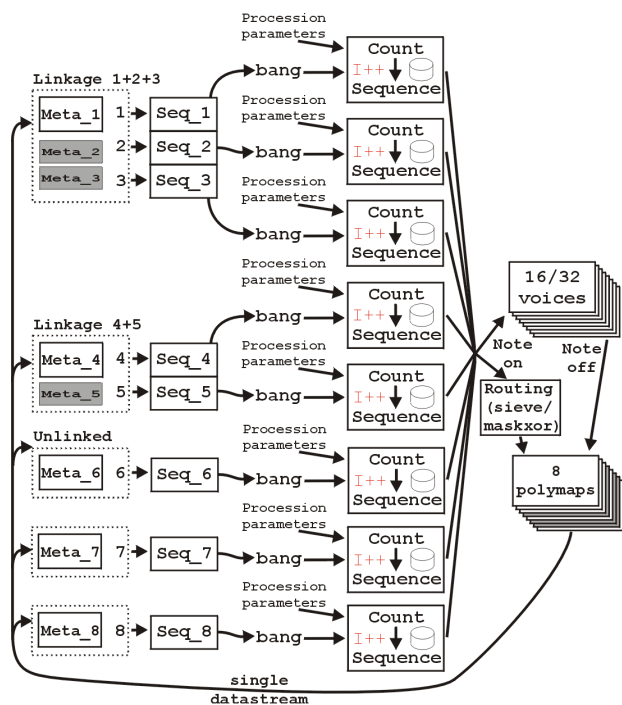 Procession
parameters
Count
bang
I++
Sequence
Linkage 1+2+3
Meta_1
1
Seq_1
Meta_2
2
Seq_2
Meta_3
3
Seq_3
Procession
parameters
Count
bang
I++
Sequence
Procession
parameters
Count
bang
I++
Sequence
Procession
parameters
Count
bang
I++
Sequence
Linkage 4+5
Meta_4
4
Seq_4
Meta_5
5
Seq_5
Procession
parameters
Count
bang
I++
Sequence
Unlinked
Meta_6
6
Seq_6
Procession
parameters
Count
bang
I++
Sequence
Meta_7
7
Seq_7
Procession
parameters
Count
bang
I++
Sequence
Meta_8
8
Seq_8
Procession
parameters
Count
bang
I++
Sequence
16/32
voices
Note
on
Note
off
Routing
(sieve/
maskxor)
8
polymaps
single
datastream